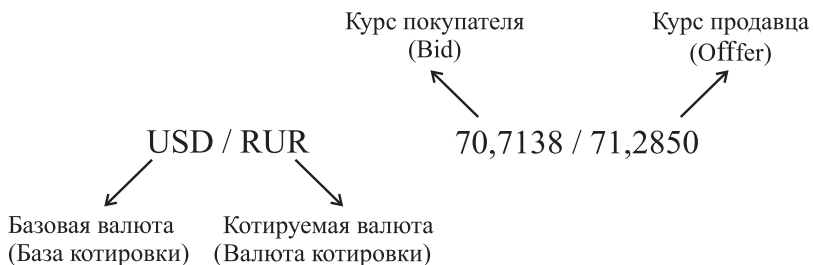 Курс покупателя
(Bid)
Курс продавца
(Offfer)
USD / RUR
70,7138 / 71,2850
Базовая валюта
(База котировки)
Котируемая валюта
(Валюта котировки)